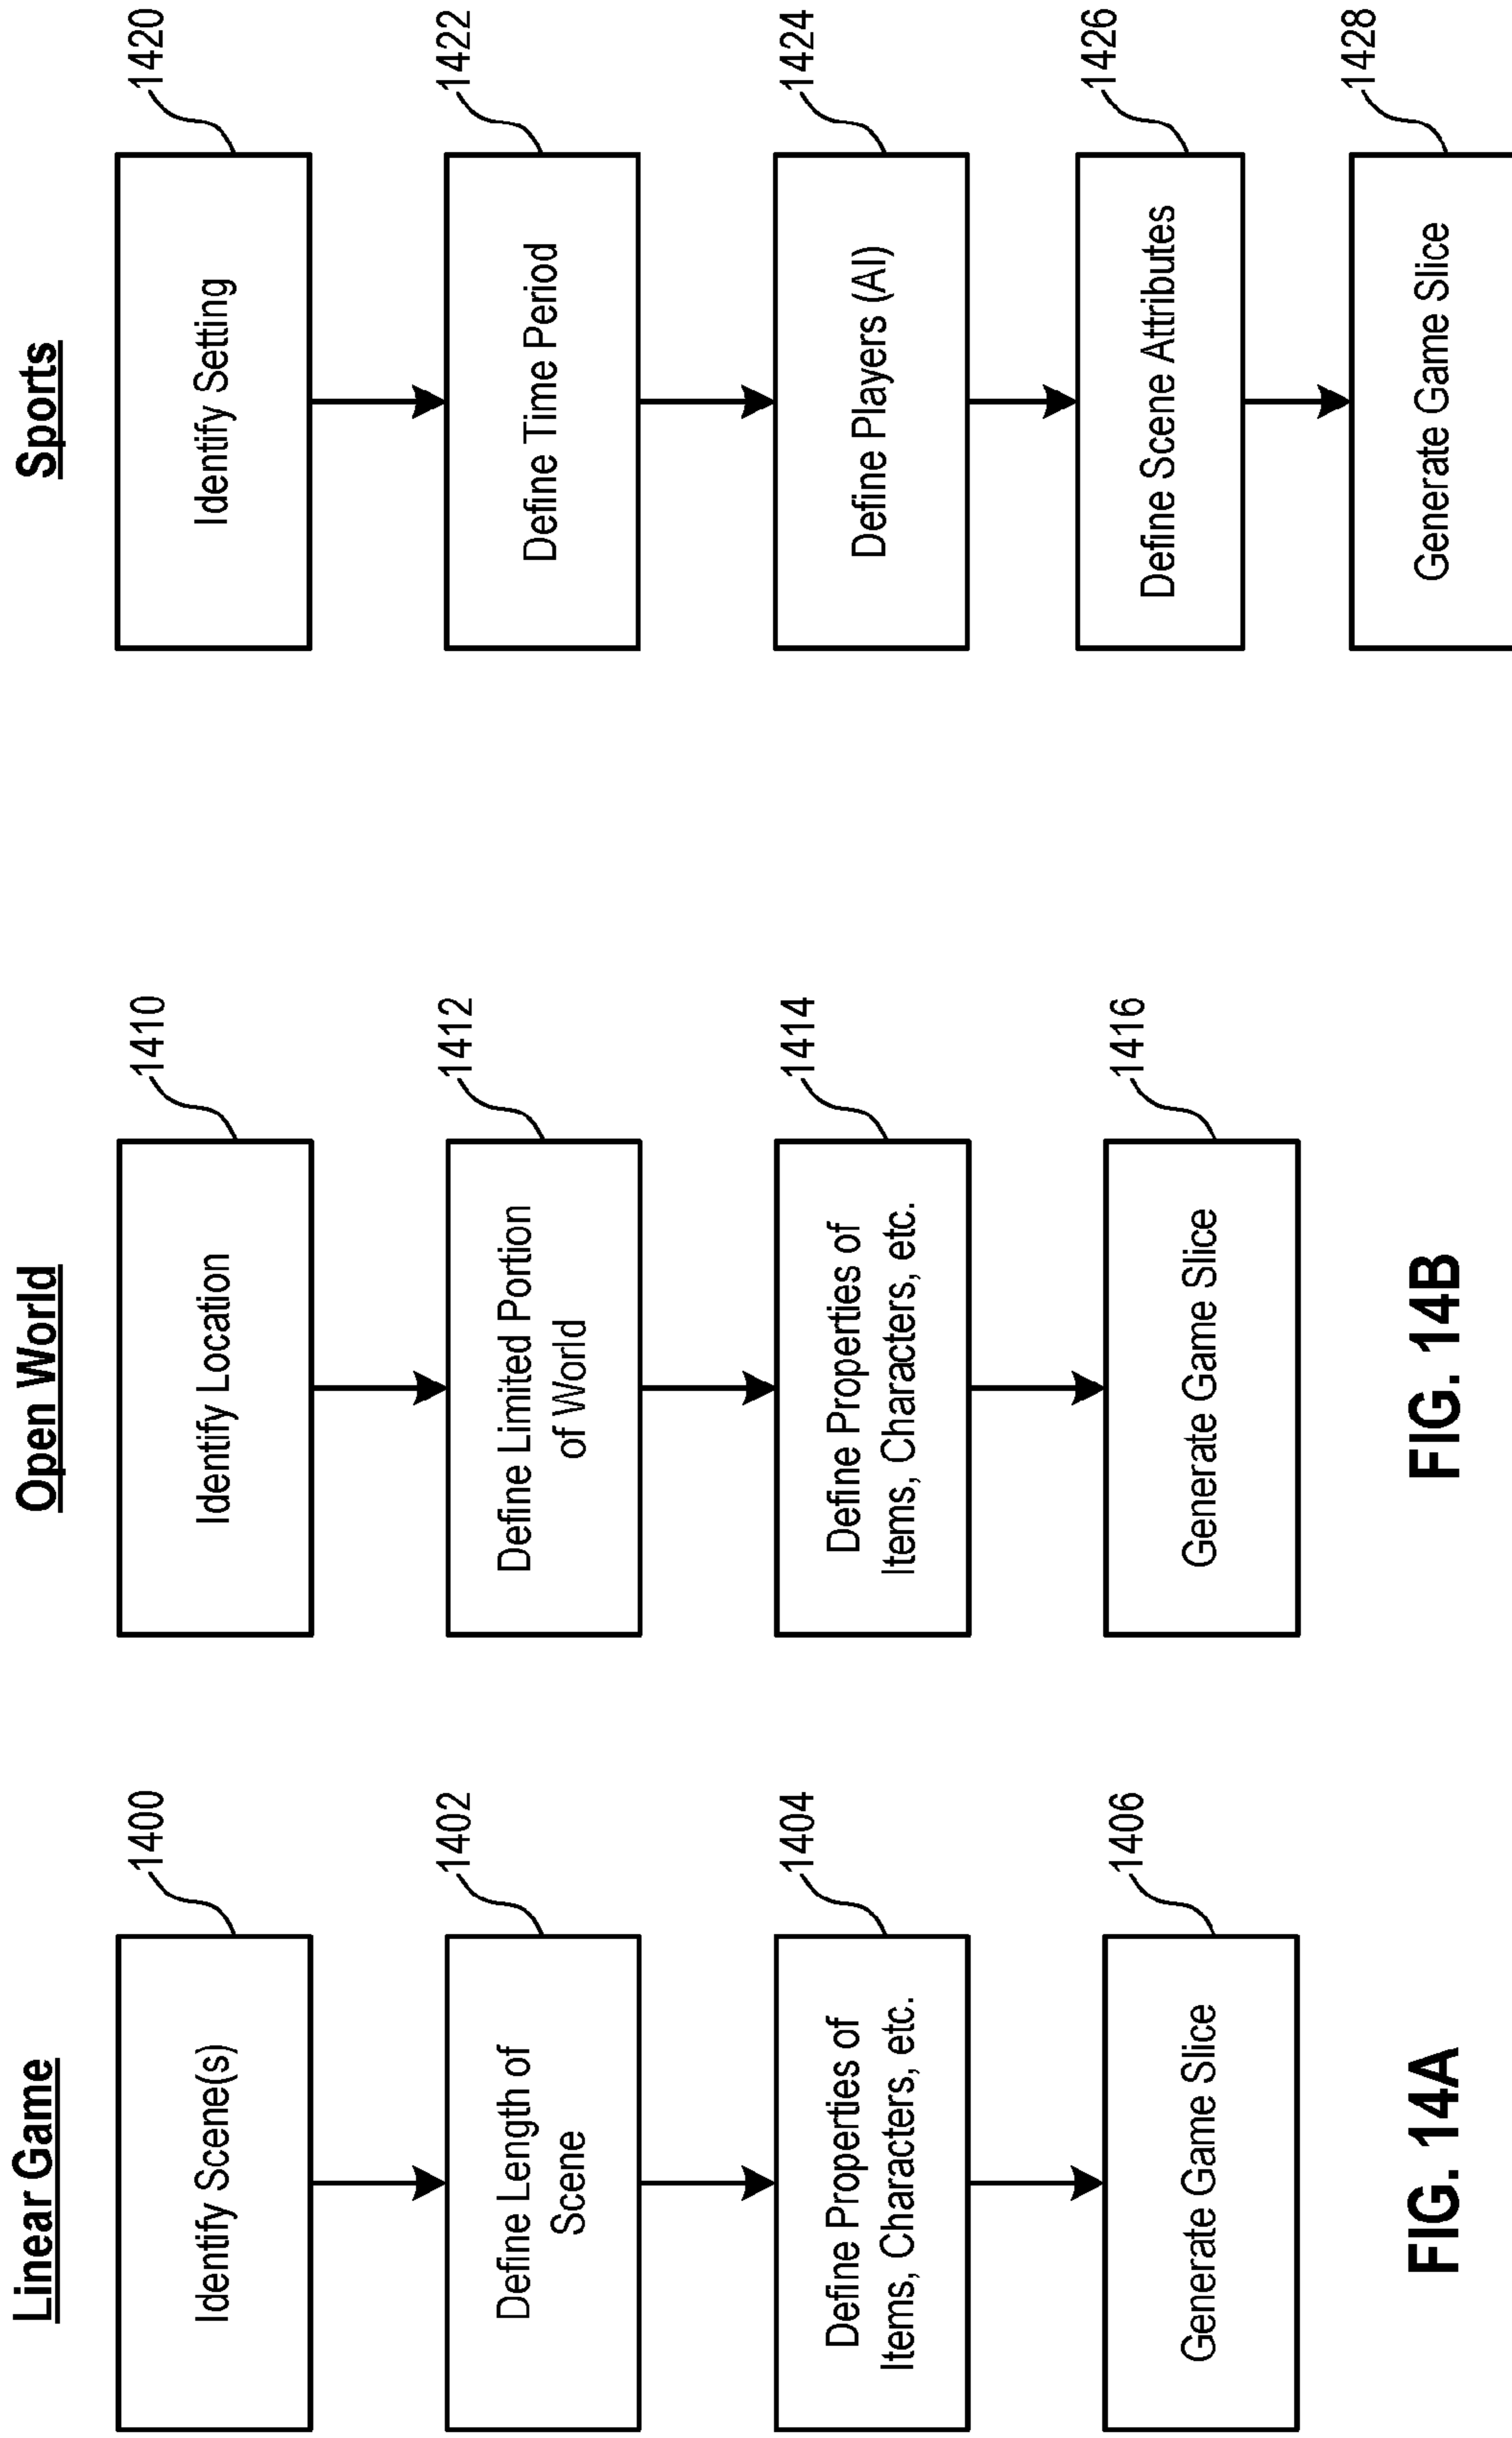 Linear Game
1400
Identify Scene(s)
1402
Define Length of
Scene
1404
Define Properties of
Items, Characters, etc.
1406
Generate Game Slice
FIG. 14A
Open World
1410
Identify Location
1412
Define Limited Portion
of World
1414
Define Properties of
Items, Characters, etc.
1416
Generate Game Slice
FIG. 14B
Sports
1420
Identify Setting
1422
Define Time Period
1424
Define Players (AI)
1426
Define Scene Attributes
1428
Generate Game Slice